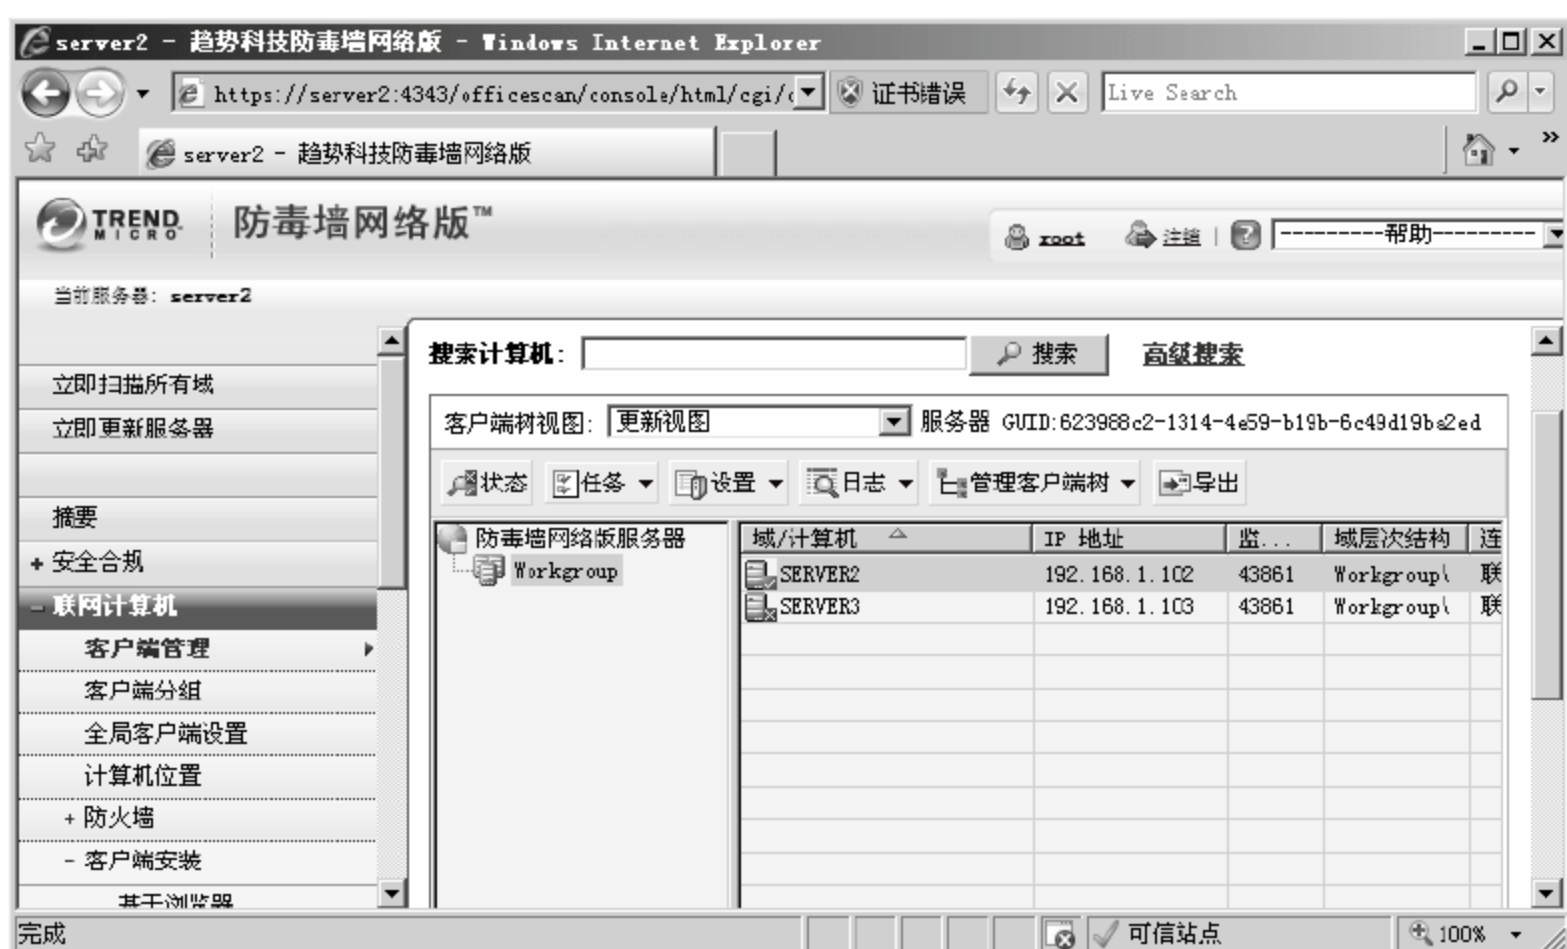 server2 - 趋势科技防毒墙网络版 - Windows Internet Explorer
https://server2:4343/officescan/console/html/cgi/
证书错误
Live Search
server2 - 趋势科技防毒墙网络版
TREND MICRO
防毒墙网络版™
root
注销
帮助
当前服务器: server2
立即扫描所有域
立即更新服务器
摘要
+ 安全合规
- 联网计算机
客户端管理
客户端分组
全局客户端设置
计算机位置
+ 防火墙
- 客户端安装
基于浏览器
搜索计算机:
搜索
高级搜索
客户端树视图: 更新视图
服务器 GUID:623988c2-1314-4e59-b19b-6c49d19ba2ed
状态 任务 设置 日志 管理客户端树 导出
防毒墙网络版服务器
Workgroup
域/计算机 IP 地址 监... 域层次结构 连
SERVER2 192.168.1.102 43861 Workgroup\ 联
SERVER3 192.168.1.103 43861 Workgroup\ 联
完成
可信站点
100%